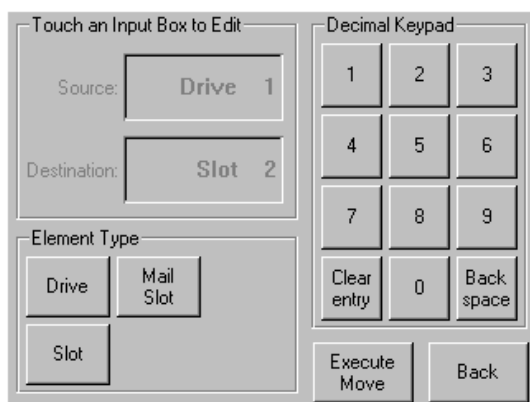 Touch an Input Box to Edit
Source: Drive 1
Destination: Slot 2
Element Type
Drive Mail Slot
Slot
Decimal Keypad
1 2 3
4 5 6
7 8 9
Clear entry 0 Back space
Execute Move Back